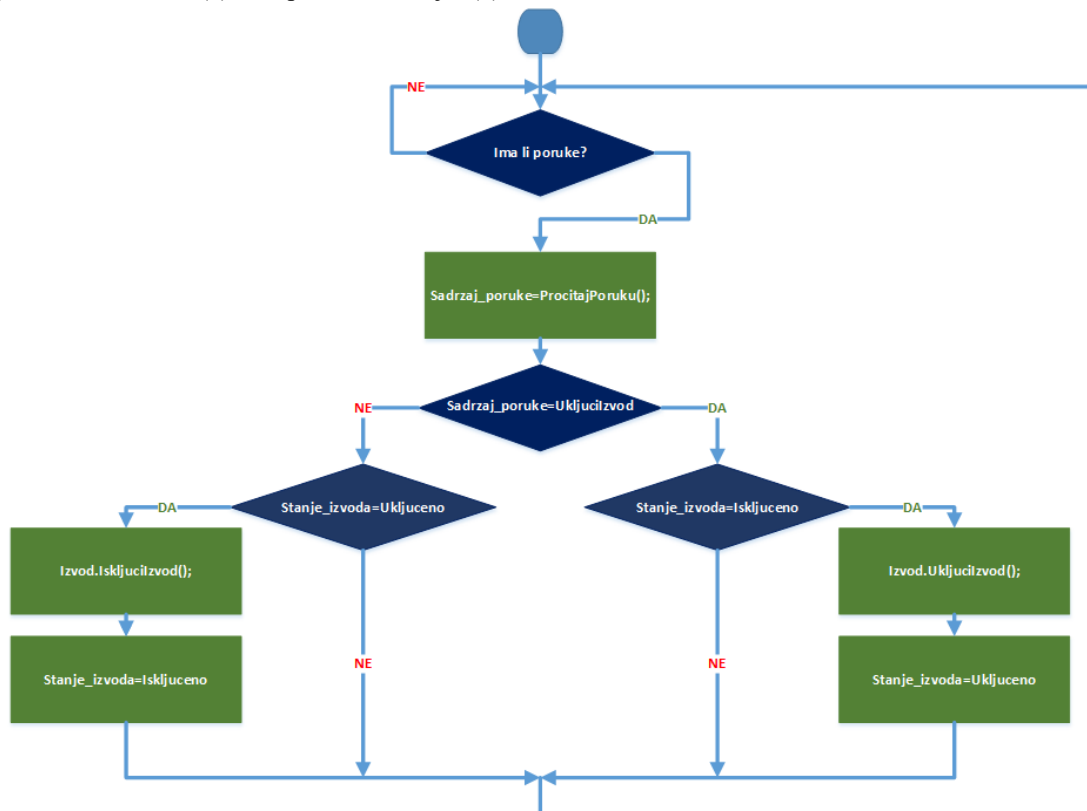 NE
Ima li poruke?
DA
Sadrzaj_poruke=ProcitajPoruku();
NE
Sadrzaj_poruke=UkljuciIzvod
DA
DA
Stanje_izvoda=Ukljuceno
Stanje_izvoda=Iskljuceno
DA
Izvod.IskljuciIzvod();
Izvod.UkljuciIzvod();
NE
NE
Stanje_izvoda=Iskljuceno
Stanje_izvoda=Ukljuceno